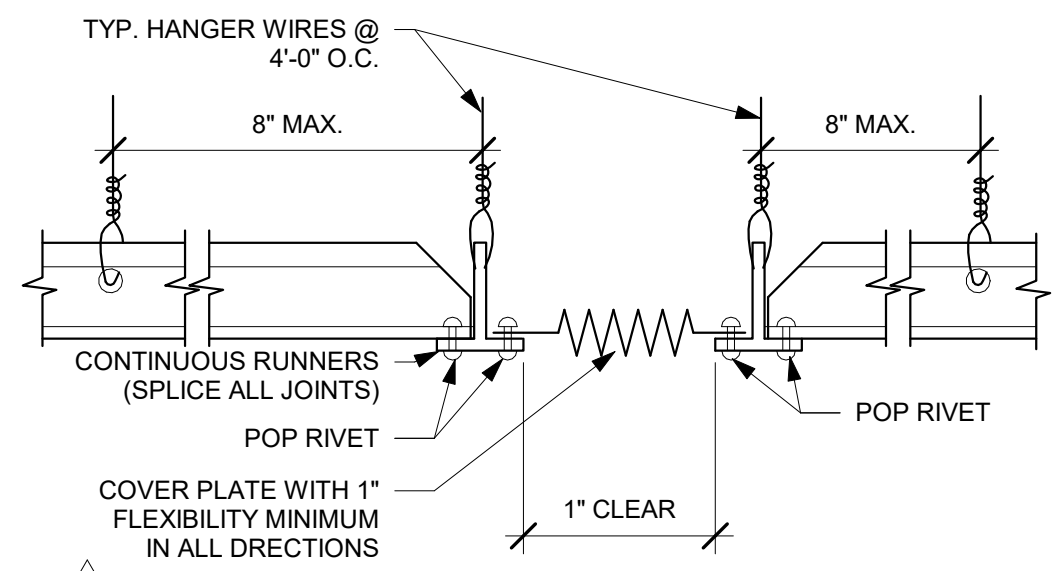 TYP. HANGER WIRES @
4'-0" O.C.
8" MAX.
8" MAX.
CONTINUOUS RUNNERS
(SPLICE ALL JOINTS)
POP RIVET
POP RIVET
COVER PLATE WITH 1"
FLEXIBILITY MINIMUM
IN ALL DRECTIONS
1" CLEAR